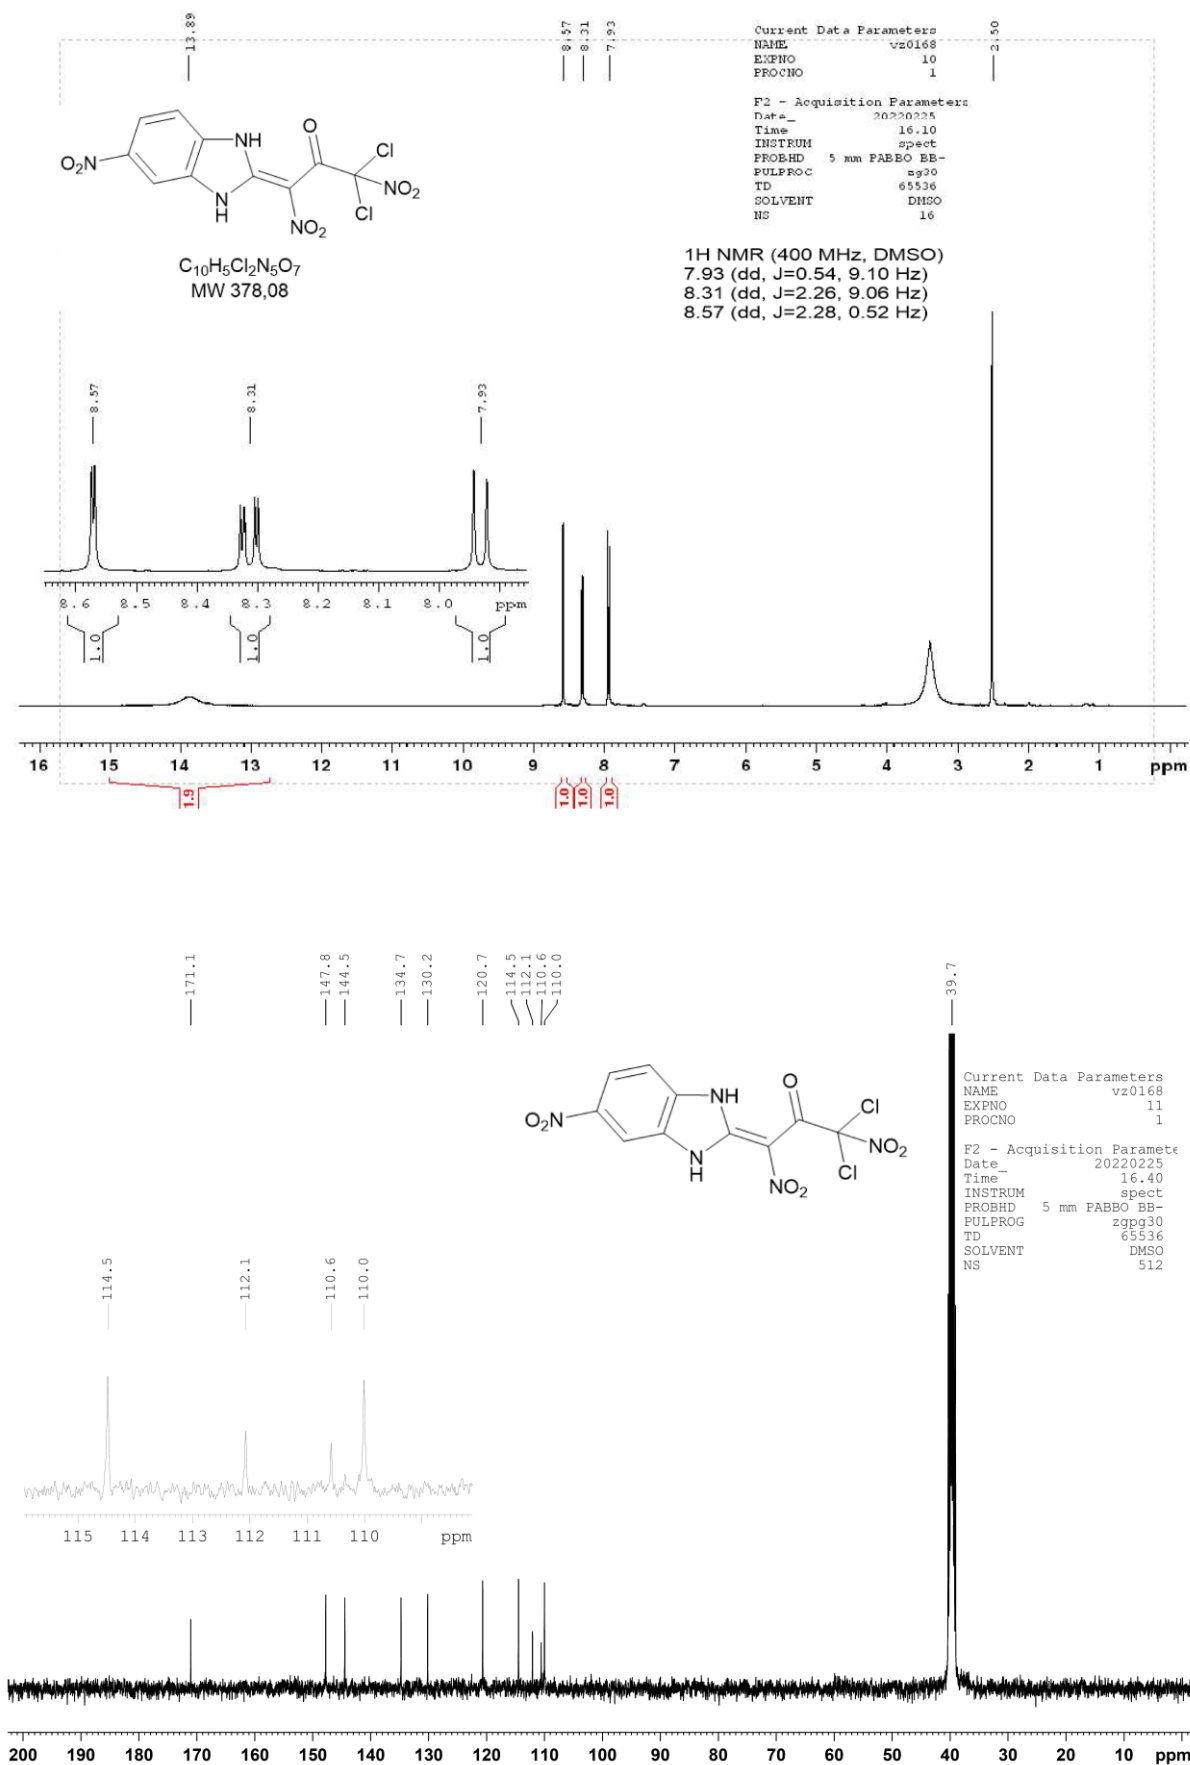 13.89
8.57
8.31
7.93
2.50
Current Data Parameters
NAME vz0168
EXPNO 10
PROCNO 1
F2 - Acquisition Parameters
Date_ 20220225
Time 16.10
INSTRUM spect
PROBHD 5 mm PABBO BB-
PULPROC zg30
TD 65536
SOLVENT DMSO
NS 16
O2N
NH
N
H
O
NO2
Cl
NO2
Cl
C10H5Cl2N5O7
MW 378,08
1H NMR (400 MHz, DMSO)
7.93 (dd, J=0.54, 9.10 Hz)
8.31 (dd, J=2.26, 9.06 Hz)
8.57 (dd, J=2.28, 0.52 Hz)
8.57
8.31
7.93
8.6 8.5 8.4 8.3 8.2 8.1 8.0 ppm
1.0 1.0 1.0
16 15 14 13 12 11 10 9 8 7 6 5 4 3 2 1 ppm
1.9 1.0 1.0 1.0
171.1
147.8
144.5
134.7
130.2
120.7
114.5
112.1
110.6
110.0
39.7
O2N
NH
N
H
O
NO2
Cl
NO2
Cl
Current Data Parameters
NAME vz0168
EXPNO 11
PROCNO 1
F2 - Acquisition Paramete
Date_ 20220225
Time 16.40
INSTRUM spect
PROBHD 5 mm PABBO BB-
PULPROG zgpg30
TD 65536
SOLVENT DMSO
NS 512
114.5
112.1
110.6
110.0
115 114 113 112 111 110 ppm
200 190 180 170 160 150 140 130 120 110 100 90 80 70 60 50 40 30 20 10 ppm